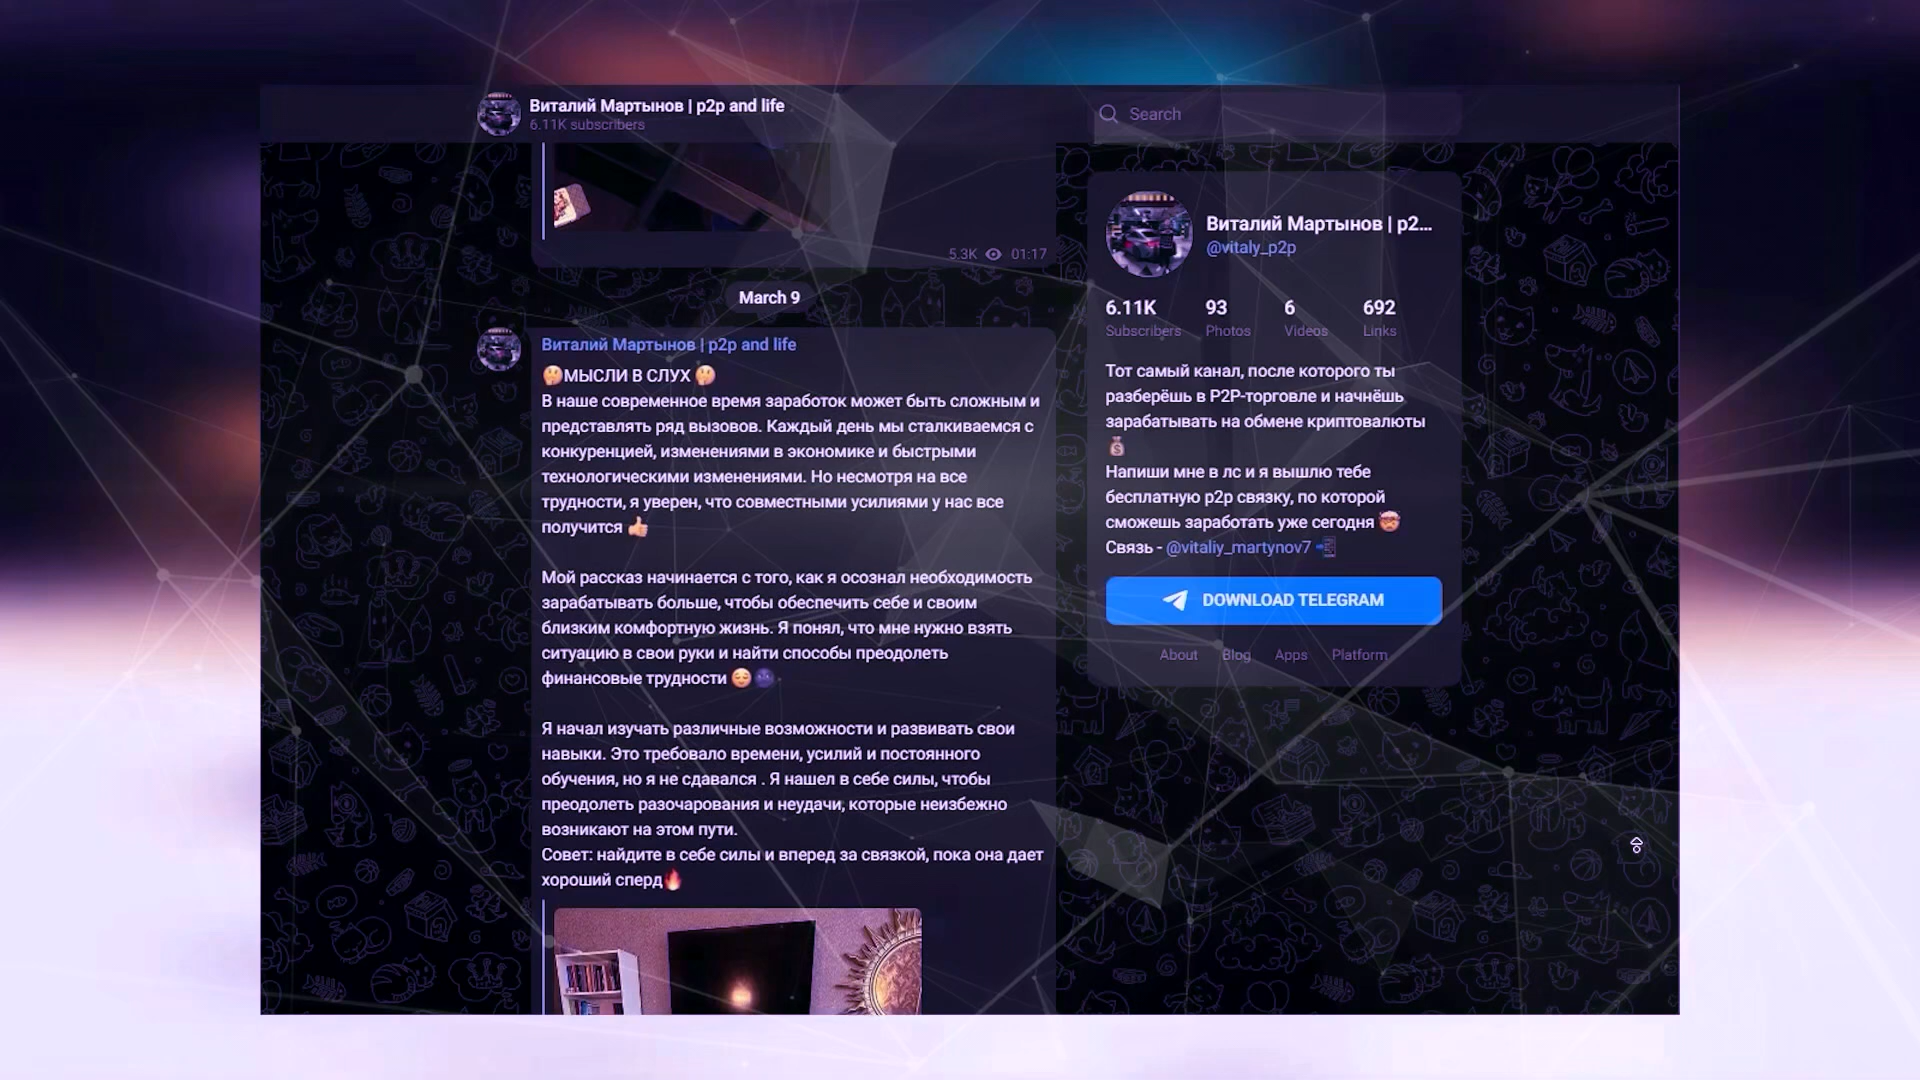 Виталий Мартынов | p2p and life
6.11K subscribers
Search
5.3K 01:17
March 9
Виталий Мартынов | p2p and life
🤔МЫСЛИ В СЛУХ 🤔
В наше современное время заработок может быть сложным и
представлять ряд вызовов. Каждый день мы сталкиваемся с
конкуренцией, изменениями в экономике и быстрыми
технологическими изменениями. Но несмотря на все
трудности, я уверен, что совместными усилиями у нас все
получится 👍
Мой рассказ начинается с того, как я осознал необходимость
зарабатывать больше, чтобы обеспечить себе и своим
близким комфортную жизнь. Я понял, что мне нужно взять
ситуацию в свои руки и найти способы преодолеть
финансовые трудности
Я начал изучать различные возможности и развивать свои
навыки. Это требовало времени, усилий и постоянного
обучения, но я не сдавался . Я нашел в себе силы, чтобы
преодолеть разочарования и неудачи, которые неизбежно
возникают на этом пути.
Совет: найдите в себе силы и вперед за связкой, пока она дает
хороший сперд🔥
Виталий Мартынов | p2...
@vitaly_p2p
6.11K 93 6 692
Subscribers Photos Videos Links
Тот самый канал, после которого ты
разберёшь в P2P-торговле и начнёшь
зарабатывать на обмене криптовалюты
💰
Напиши мне в лс и я вышлю тебе
бесплатную p2p связку, по которой
сможешь заработать уже сегодня 🤯
Связь - @vitaliy_martynov7 📲
DOWNLOAD TELEGRAM
About Blog Apps Platform